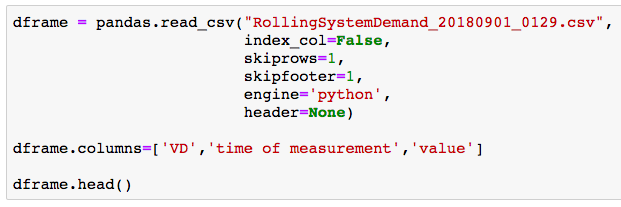 dframe = pandas.read_csv("RollingSystemDemand_20180901_0129.csv",
index_col=False,
skiprows=1,
skipfooter=1,
engine='python',
header=None)
dframe.columns=['VD','time of measurement','value']
dframe.head()